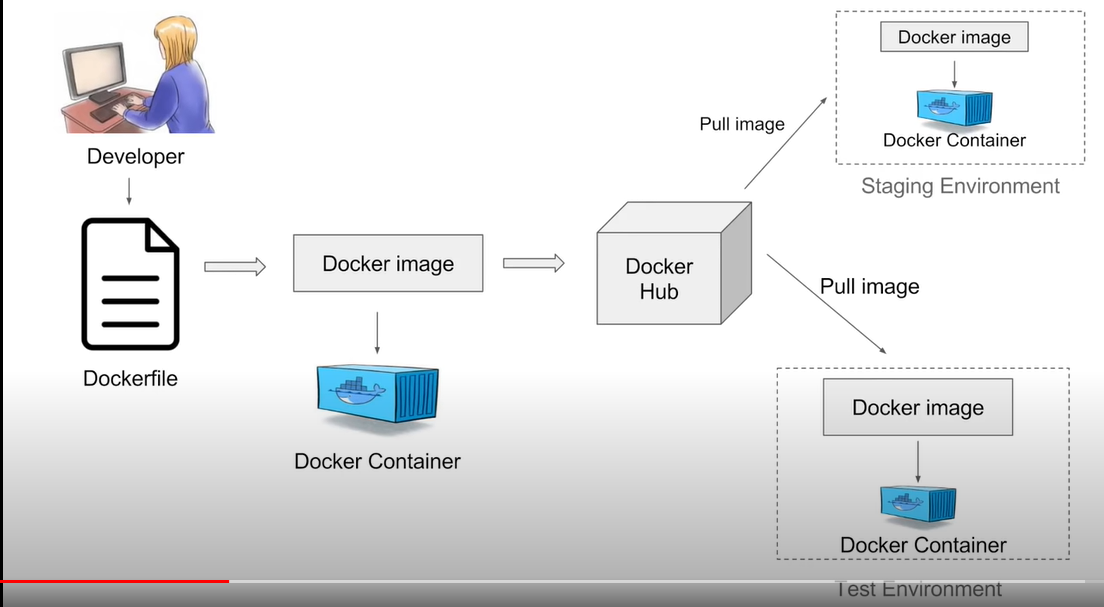 Developer
Dockerfile
Docker image
Docker Container
Docker
Hub
Pull image
Docker image
Docker Container
Staging Environment
Pull image
Docker image
Docker Container
Test Environment